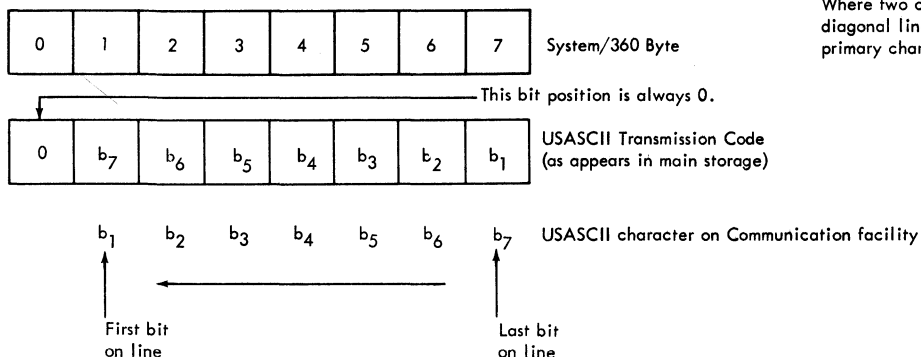 Where two
diagonal lin
primary char
0 1 2 3 4 5 6 7 System/360 Byte
This bit position is always 0.
0 b7 b6 b5 b4 b3 b2 b1 USASCII Transmission Code
(as appears in main storage)
b1 b2 b3 b4 b5 b6 b7 USASCII character on Communication facility
First bit Last bit
on line on line